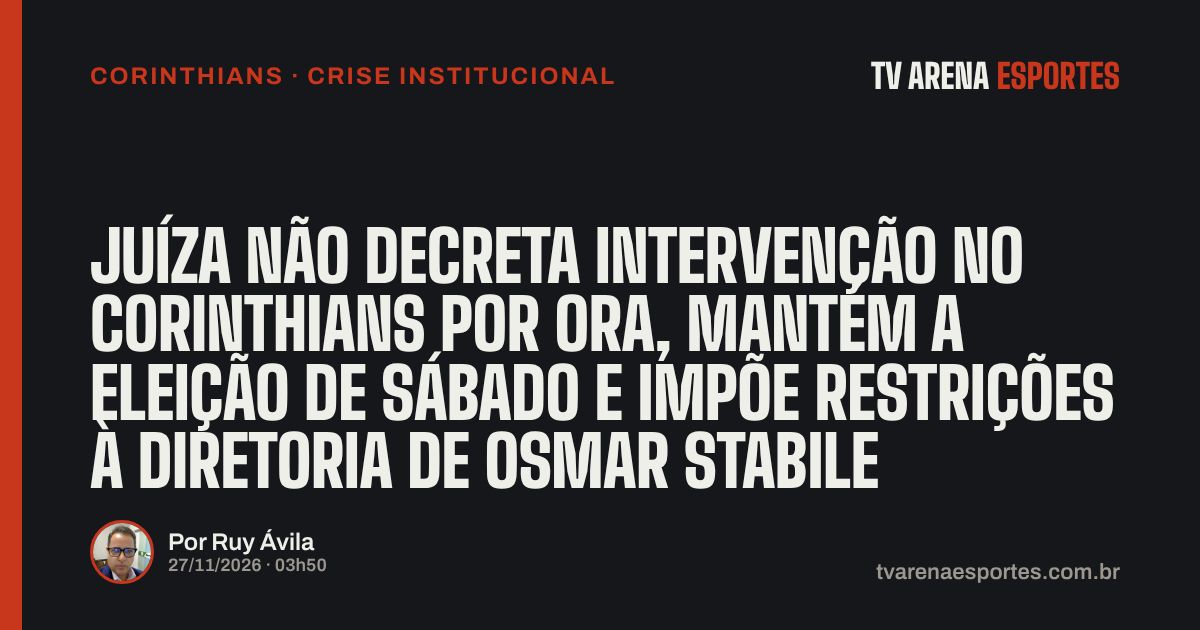 CORINTHIANS · CRISE INSTITUCIONAL
TV ARENA ESPORTES
JUÍZA NÃO DECRETA INTERVENÇÃO NO
CORINTHIANS POR ORA, MANTÉM A
ELEIÇÃO DE SÁBADO E IMPÕE RESTRIÇÕES
À DIRETORIA DE OSMAR STABILE
Por Ruy Ávila
27/11/2026 · 03h50
tvarenaesportes.com.br